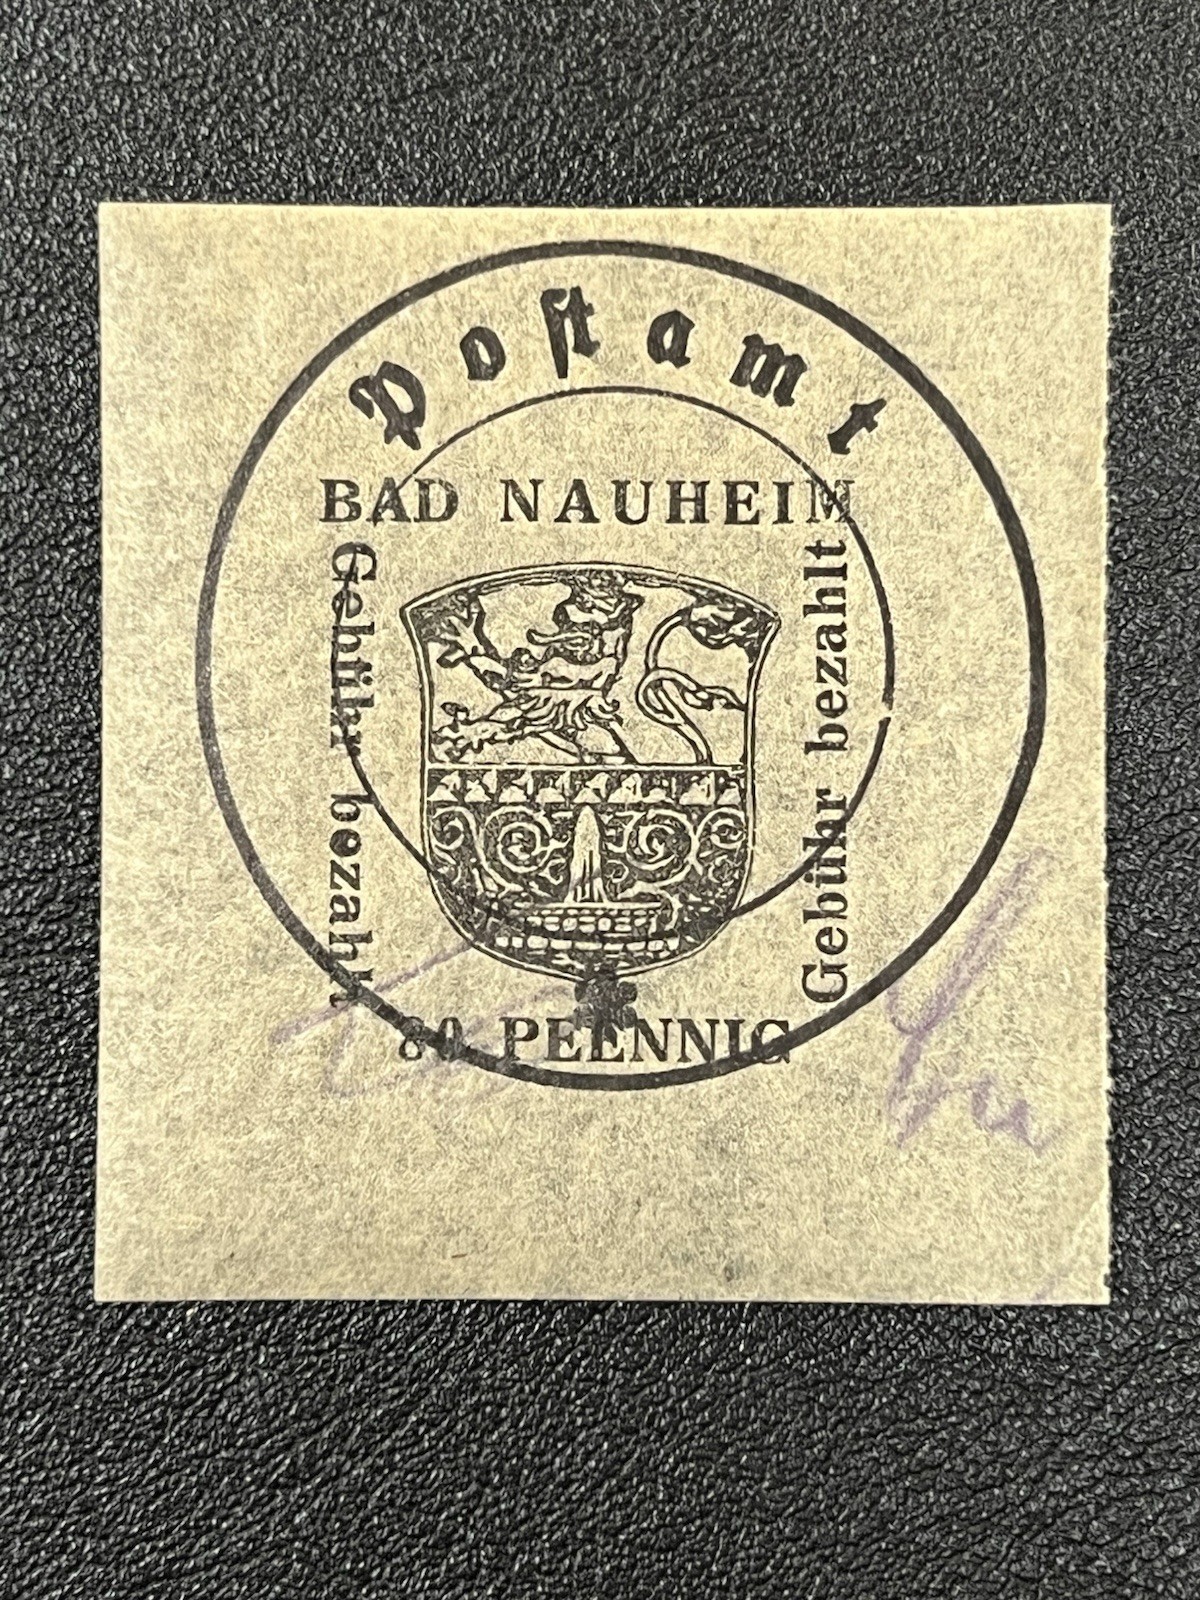 Postamt
BAD NAUHEIM
Gebühr bezahlt
Gebühr bezahlt
80 PFENNIG